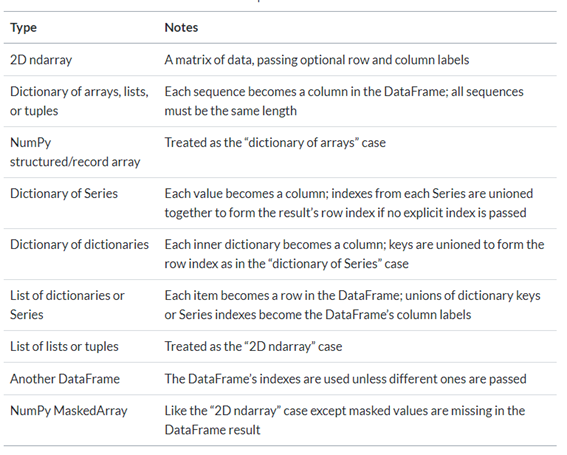 Type Notes
2D ndarray A matrix of data, passing optional row and column labels
Dictionary of arrays, lists, Each sequence becomes a column in the DataFrame; all sequences
or tuples must be the same length
NumPy Treated as the “dictionary of arrays” case
structured/record array
Dictionary of Series Each value becomes a column; indexes from each Series are unioned
together to form the result’s row index if no explicit index is passed
Dictionary of dictionaries Each inner dictionary becomes a column; keys are unioned to form the
row index as in the “dictionary of Series” case
List of dictionaries or Each item becomes a row in the DataFrame; unions of dictionary keys
Series or Series indexes become the DataFrame’s column labels
List of lists or tuples Treated as the “2D ndarray” case
Another DataFrame The DataFrame’s indexes are used unless different ones are passed
NumPy MaskedArray Like the “2D ndarray” case except masked values are missing in the
DataFrame result